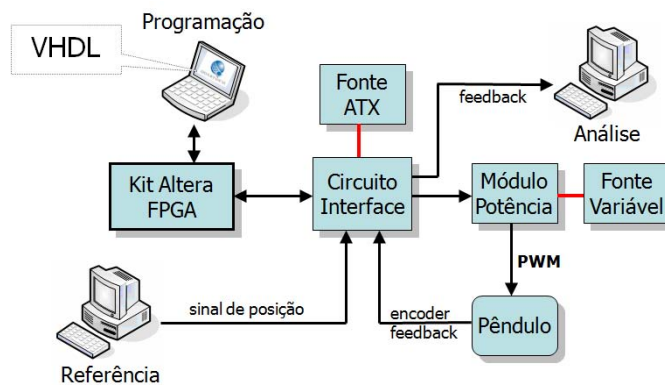 Programação
VHDL
Fonte
ATX
feedback
Análise
Kit Altera
FPGA
Circuito
Interface
Módulo
Potência
Fonte
Variável
PWM
sinal de posição
encoder
feedback
Pêndulo
Referência